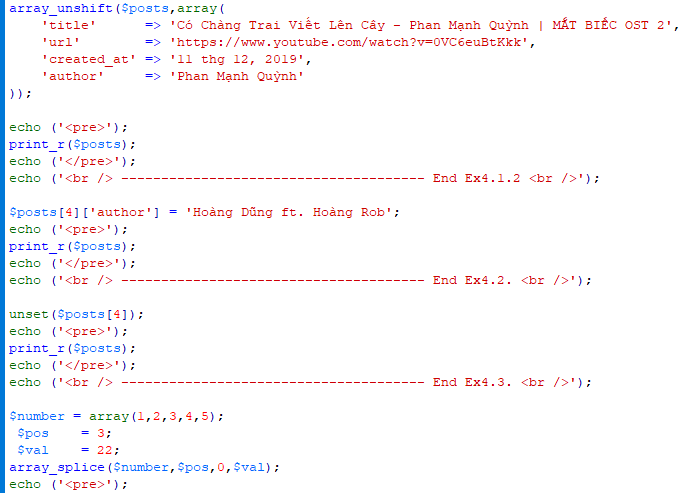 array_unshift($posts,array(
    'title'      => 'Có Chàng Trai Viết Lên Cây – Phan Mạnh Quỳnh | MẮT BIẾC OST 2',
    'url'        => 'https://www.youtube.com/watch?v=0VC6euBtKkk',
    'created_at' => '11 thg 12, 2019',
    'author'     => 'Phan Mạnh Quỳnh'
));
echo ('<pre>');
print_r($posts);
echo ('</pre>');
echo ('<br /> -------------------------------------- End Ex4.1.2 <br />');
$posts[4]['author'] = 'Hoàng Dũng ft. Hoàng Rob';
echo ('<pre>');
print_r($posts);
echo ('</pre>');
echo ('<br /> -------------------------------------- End Ex4.2. <br />');
unset($posts[4]);
echo ('<pre>');
print_r($posts);
echo ('</pre>');
echo ('<br /> -------------------------------------- End Ex4.3. <br />');
$number = array(1,2,3,4,5);
 $pos    = 3;
 $val    = 22;
array_splice($number,$pos,0,$val);
echo ('<pre>');